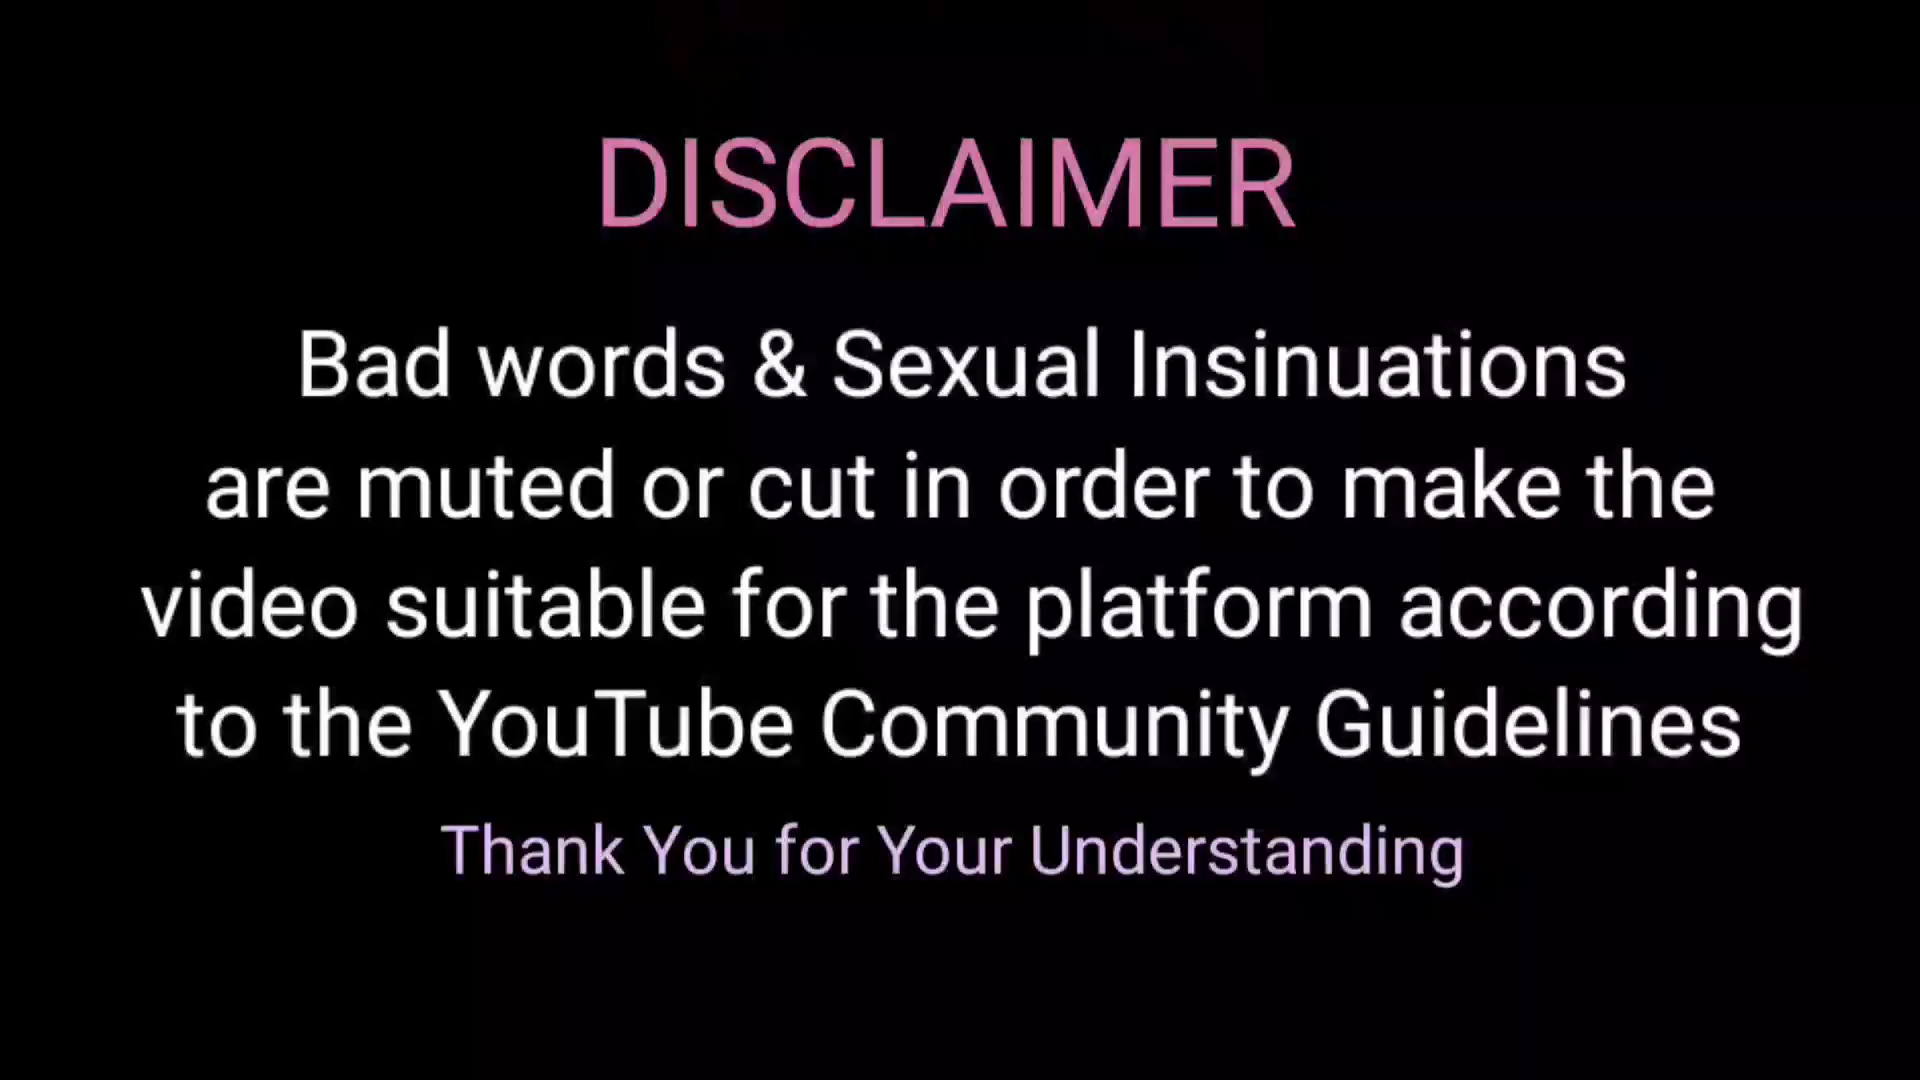 DISCLAIMER
Bad words & Sexual Insinuations
are muted or cut in order to make the
video suitable for the platform according
to the YouTube Community Guidelines
Thank You for Your Understanding